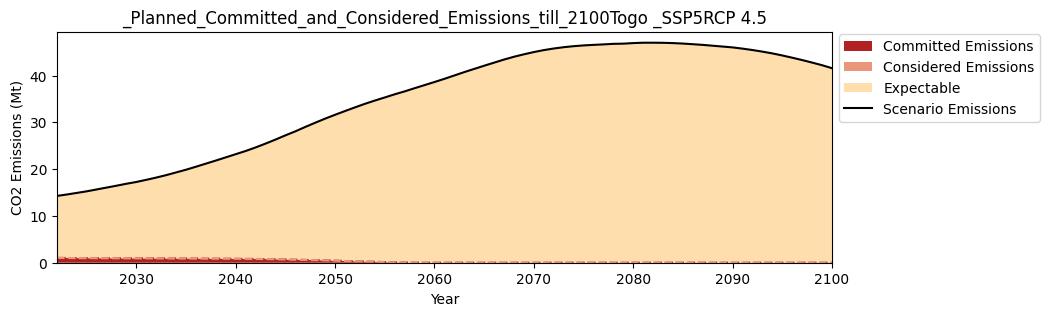 _Planned_Committed_and_Considered_Emissions_till_2100Togo _SSP5RCP 4.5
CO2 Emissions (Mt)
40
30
20
10
0
2030 2040 2050 2060 2070 2080 2090 2100
Year
Committed Emissions
Considered Emissions
Expectable
Scenario Emissions